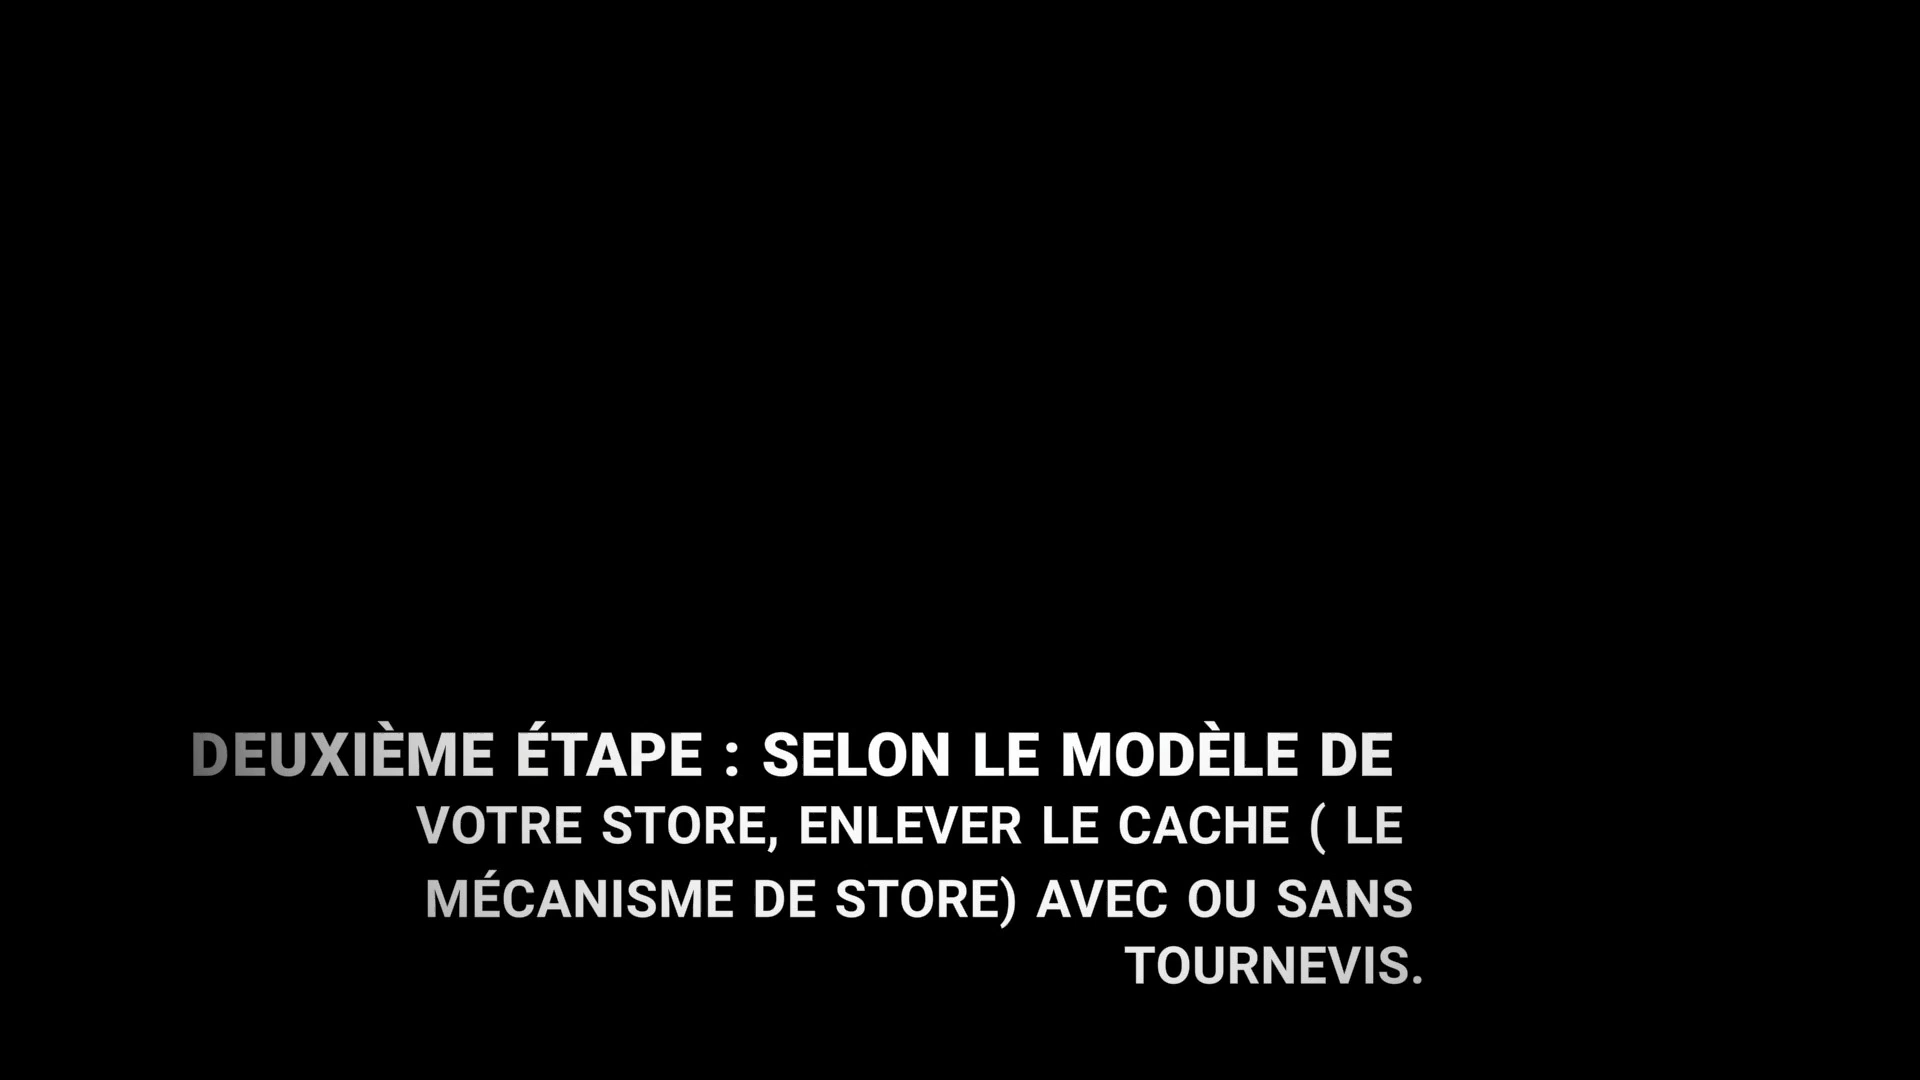 DEUXIÈME ÉTAPE : SELON LE MODÈLE DE
VOTRE STORE, ENLEVER LE CACHE ( LE
MÉCANISME DE STORE) AVEC OU SANS
TOURNEVIS.